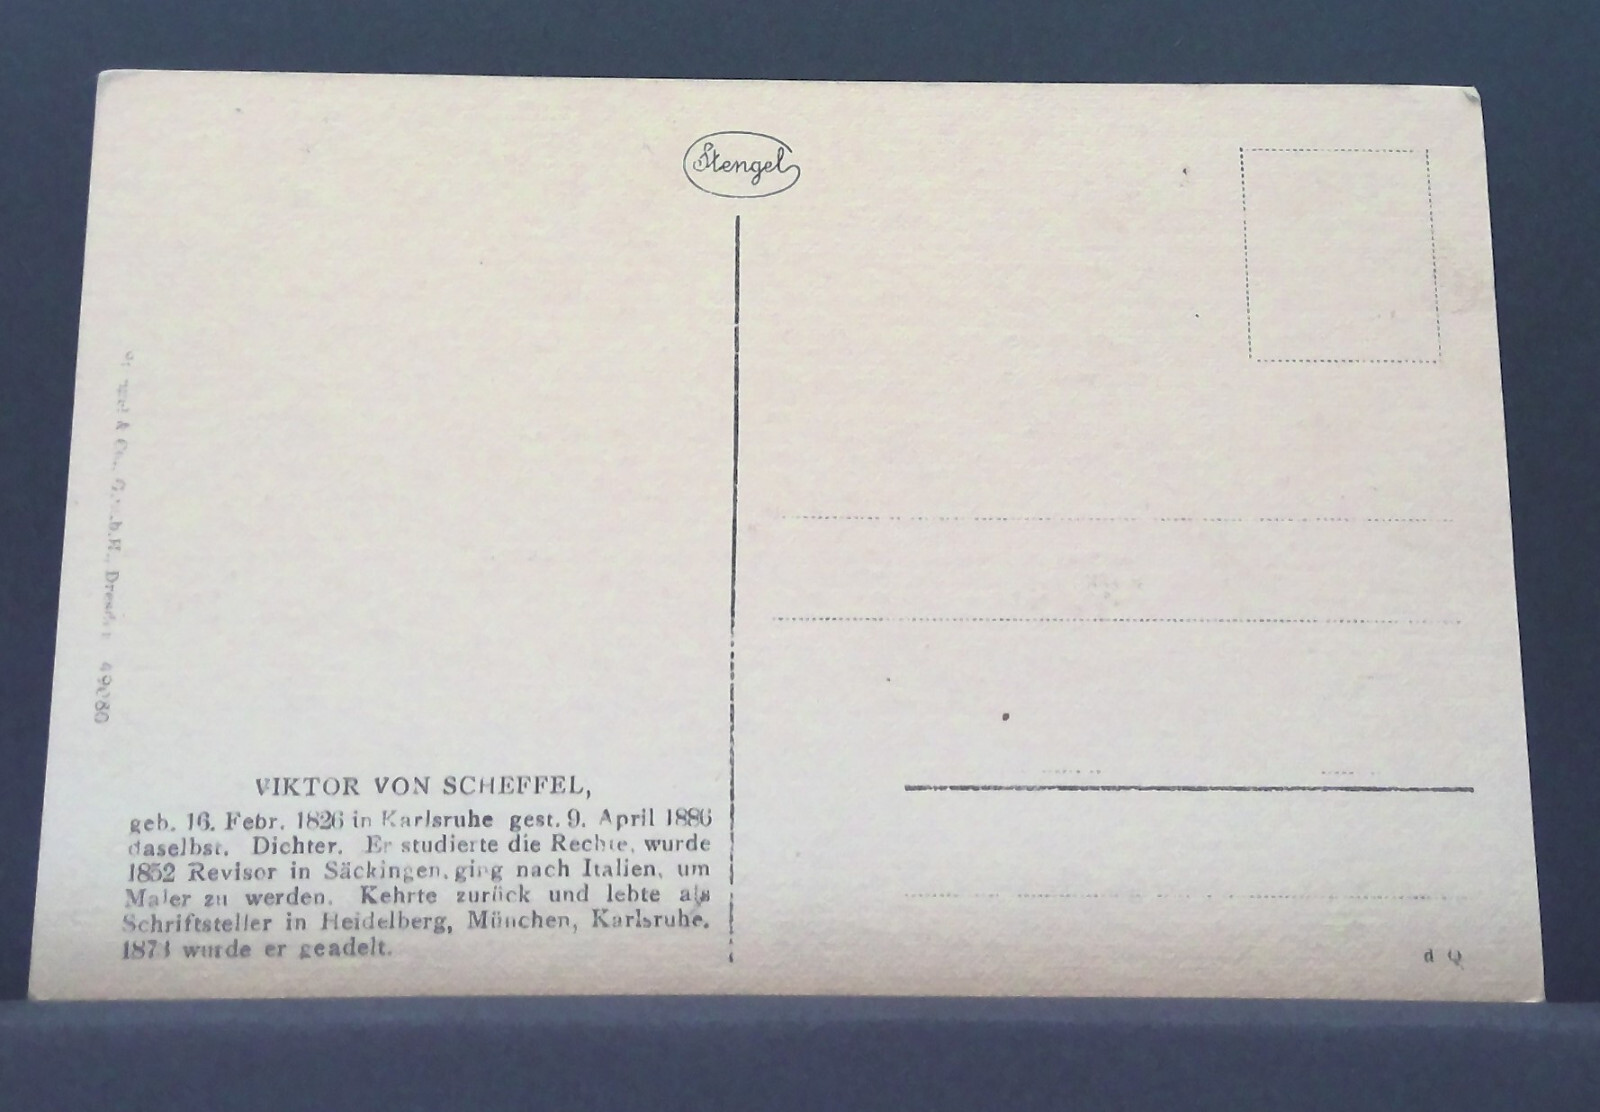 Stengel
& Co., G.m.b.H., Dresden 49080
VIKTOR VON SCHEFFEL,
geb. 16. Febr. 1826 in Karlsruhe gest. 9. April 1886
daselbst. Dichter. Er studierte die Rechte, wurde
1852 Revisor in Säckingen, ging nach Italien, um
Maler zu werden. Kehrte zurück und lebte als
Schriftsteller in Heidelberg, München, Karlsruhe.
wurde er geadelt.
d Q